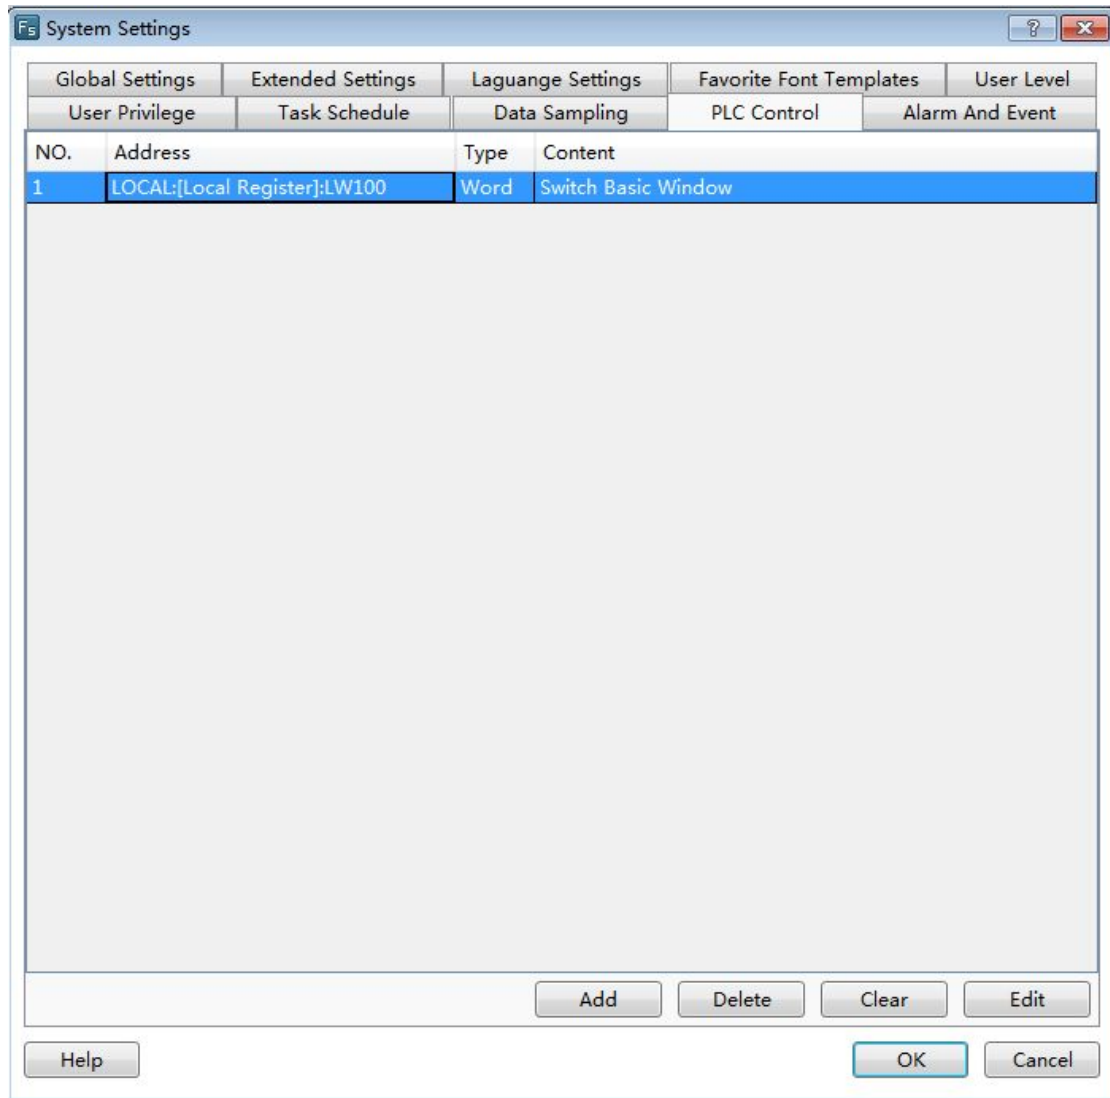 Fs System Settings
Global Settings Extended Settings Laguange Settings Favorite Font Templates User Level
User Privilege Task Schedule Data Sampling PLC Control Alarm And Event
NO. Address Type Content
1 LOCAL:[Local Register]:LW100 Word Switch Basic Window
Add Delete Clear Edit
Help OK Cancel